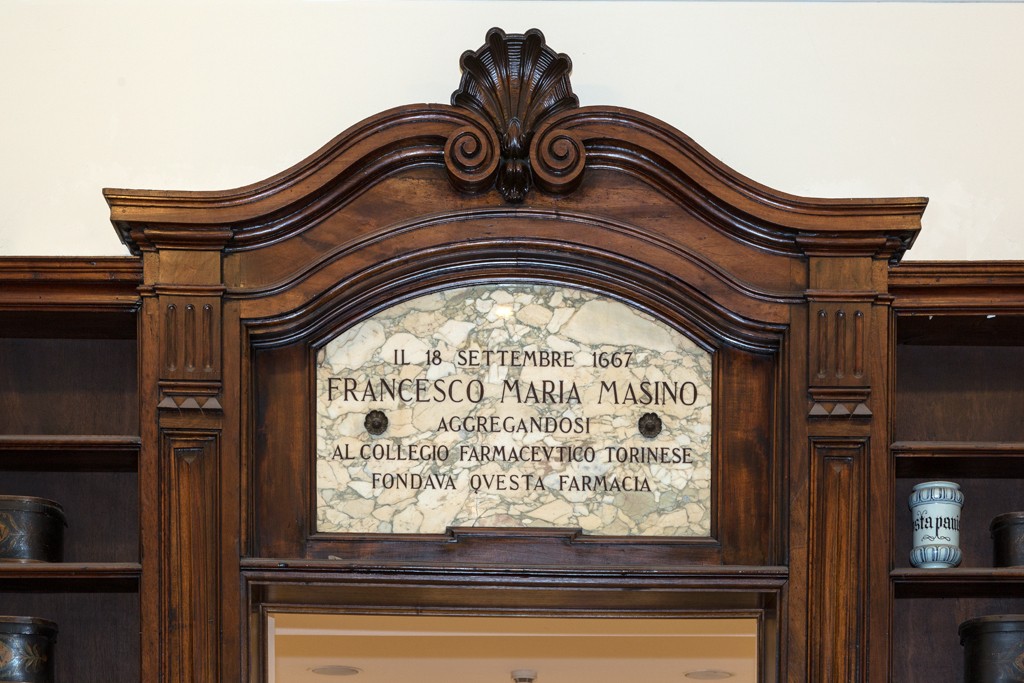 IL 18 SETTEMBRE 1667
FRANCESCO MARIA MASINO
AGGREGANDOSI
AL COLLEGIO FARMACEVTICO TORINESE
FONDAVA QVESTA FARMACIA